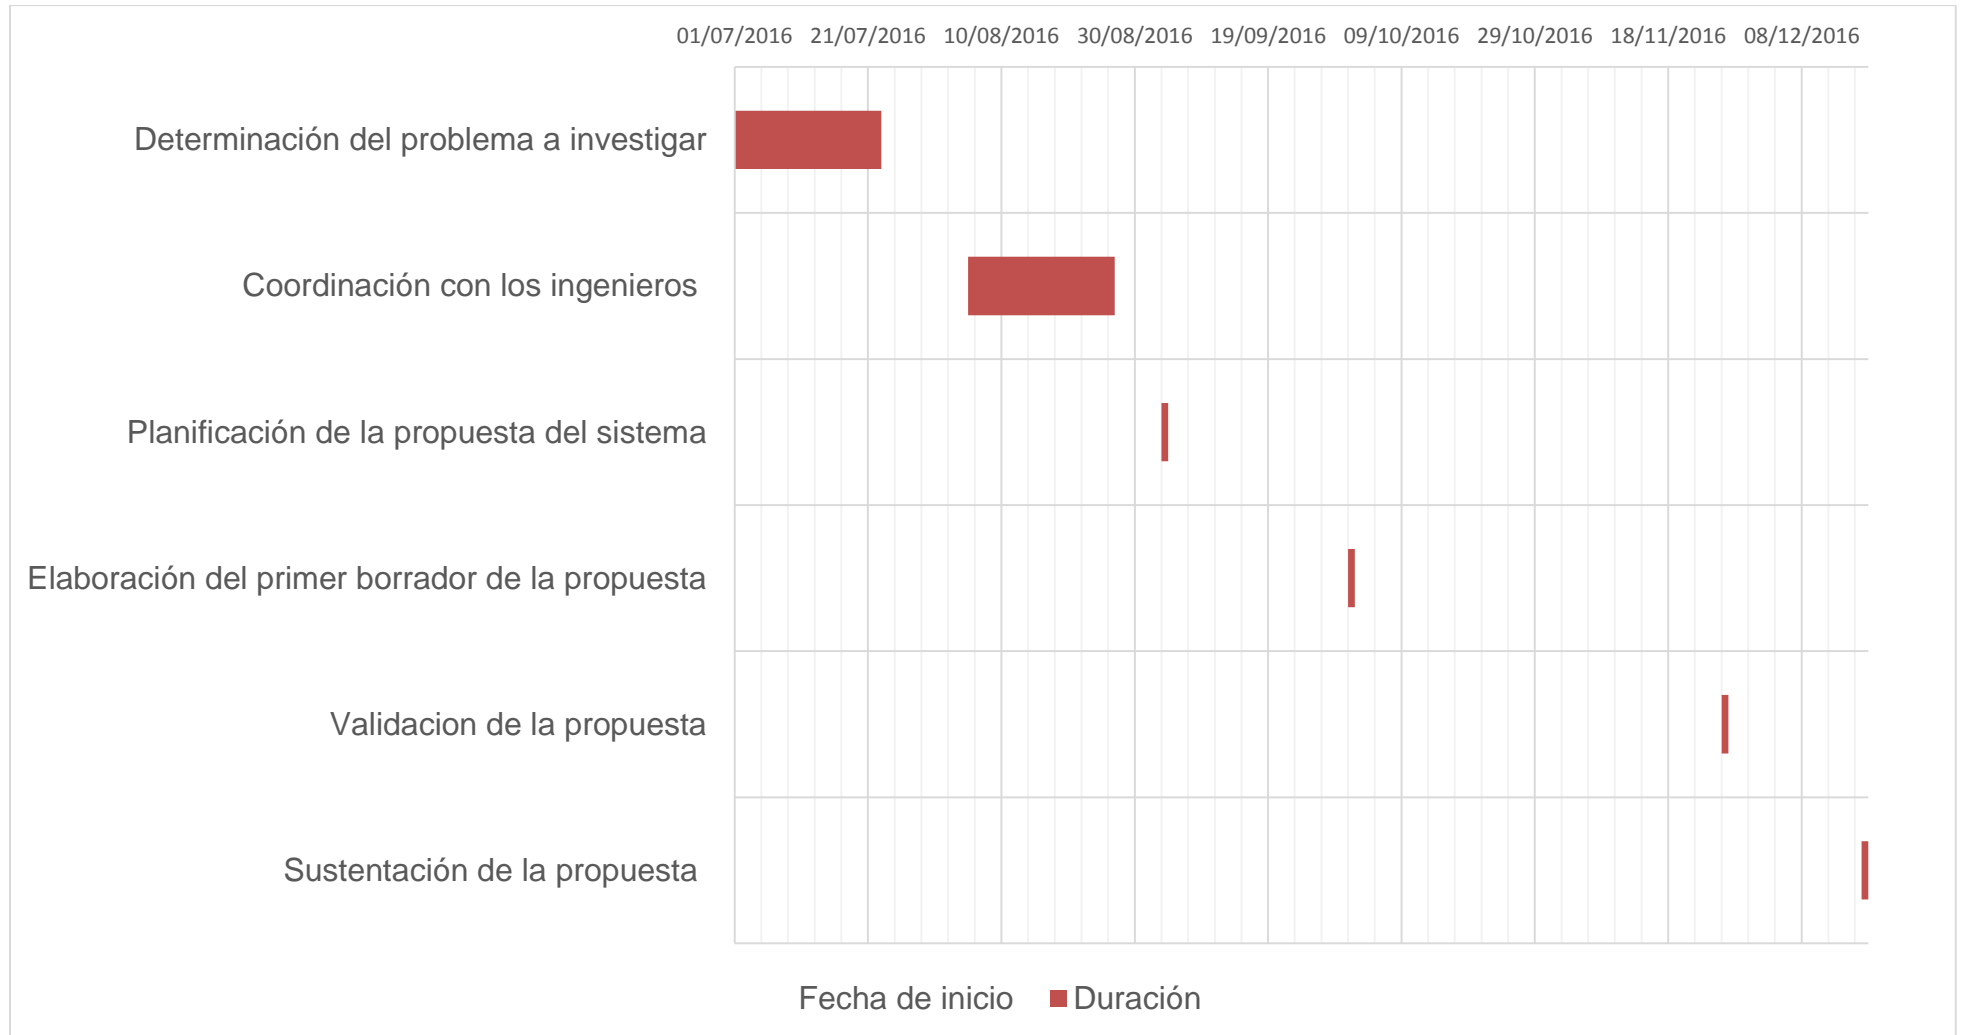 01/07/2016 21/07/2016 10/08/2016 30/08/2016 19/09/2016 09/10/2016 29/10/2016 18/11/2016 08/12/2016
Determinación del problema a investigar
Coordinación con los ingenieros
Planificación de la propuesta del sistema
Elaboración del primer borrador de la propuesta
Validacion de la propuesta
Sustentación de la propuesta
Fecha de inicio Duración